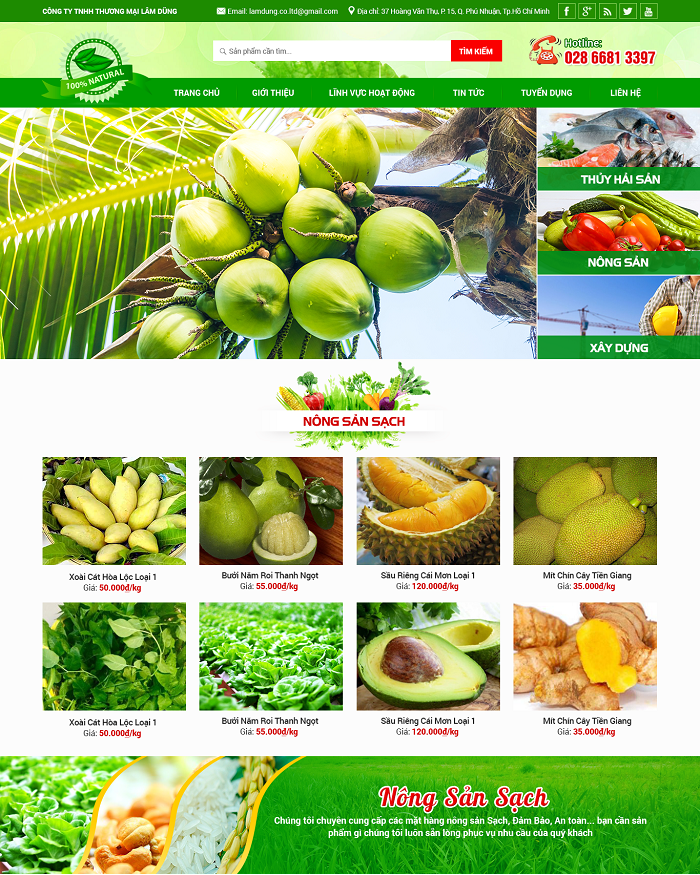 CÔNG TY TNHH THƯƠNG MẠI LÂM DŨNG
Email: lamdung.co.ltd@gmail.com
Địa chỉ: 37 Hoàng Văn Thụ, P. 15, Q. Phú Nhuận, Tp.Hồ Chí Minh
100% NATURAL
Sản phẩm cần tìm...
TÌM KIẾM
Hotline:
028 6681 3397
TRANG CHỦ
GIỚI THIỆU
LĨNH VỰC HOẠT ĐỘNG
TIN TỨC
TUYỂN DỤNG
LIÊN HỆ
THỦY HẢI SẢN
NÔNG SẢN
XÂY DỰNG
NÔNG SẢN SẠCH
Xoài Cát Hòa Lộc Loại 1
Giá: 50.000₫/kg
Bưởi Năm Roi Thanh Ngọt
Giá: 55.000₫/kg
Sầu Riêng Cái Mơn Loại 1
Giá: 120.000₫/kg
Mít Chín Cây Tiền Giang
Giá: 35.000₫/kg
Xoài Cát Hòa Lộc Loại 1
Giá: 50.000₫/kg
Bưởi Năm Roi Thanh Ngọt
Giá: 55.000₫/kg
Sầu Riêng Cái Mơn Loại 1
Giá: 120.000₫/kg
Mít Chín Cây Tiền Giang
Giá: 35.000₫/kg
Nông Sản Sạch
Chúng tôi chuyên cung cấp các mặt hàng nông sản Sạch, Đảm Bảo, An toàn... bạn cần sản
phẩm gì chúng tôi luôn sẵn lòng phục vụ nhu cầu của quý khách